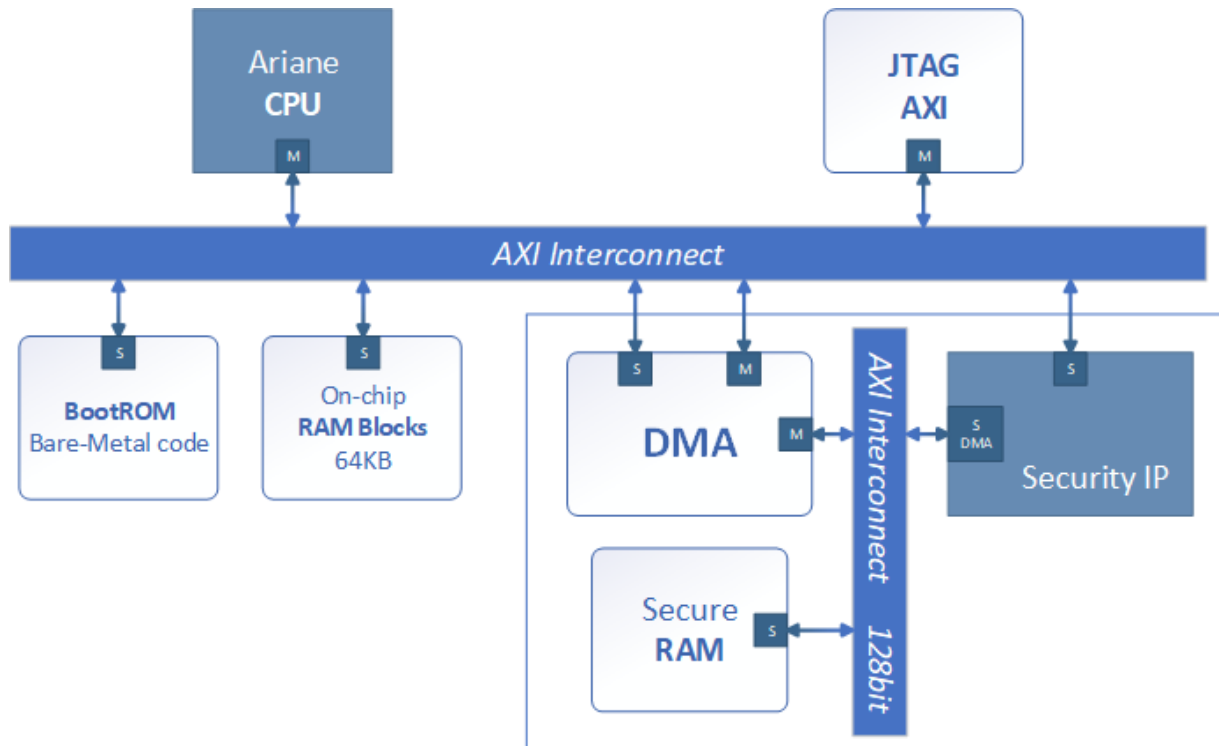 Ariane
CPU
M
JTAG
AXI
M
AXI Interconnect
S
BootROM
Bare-Metal code
S
On-chip
RAM Blocks
64KB
S
M
DMA
M
AXI Interconnect 128bit
S
S
DMA
Security IP
Secure
RAM
S